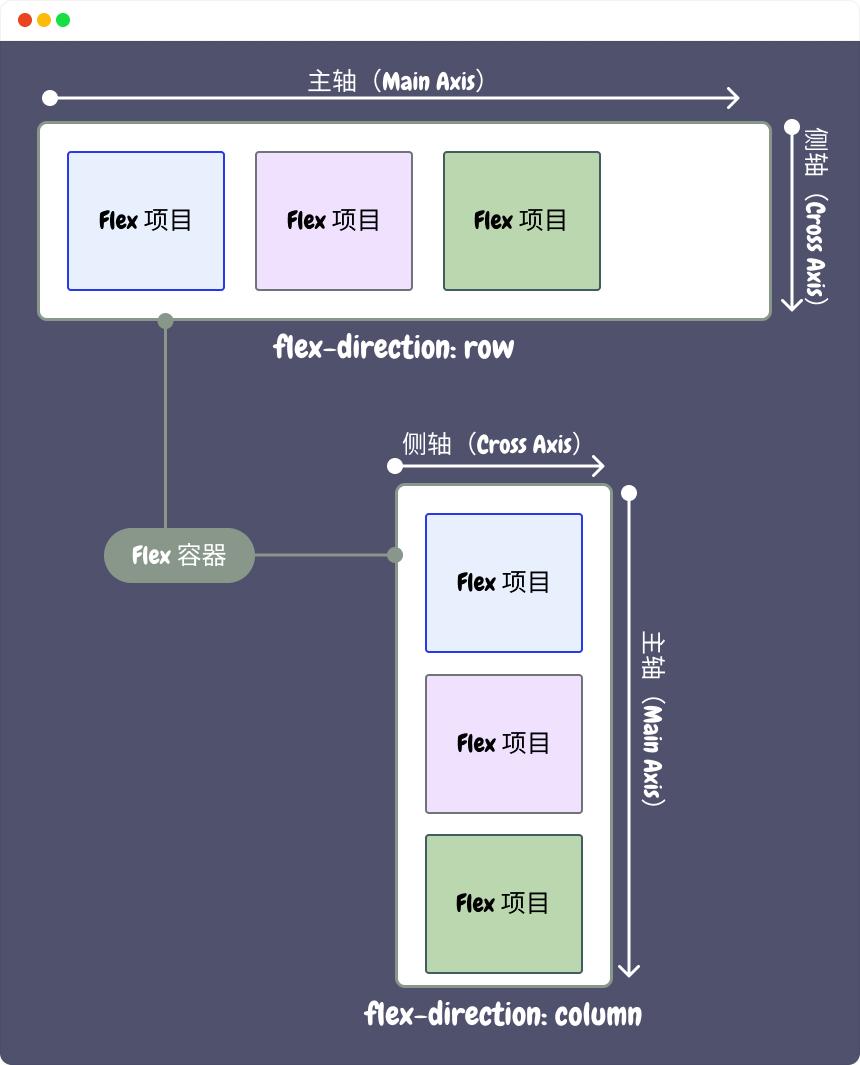 主轴（Main Axis）
侧轴（Cross Axis）
Flex 项目
Flex 项目
Flex 项目
flex-direction: row
侧轴（Cross Axis）
Flex 容器
Flex 项目
主轴（Main Axis）
Flex 项目
Flex 项目
flex-direction: column